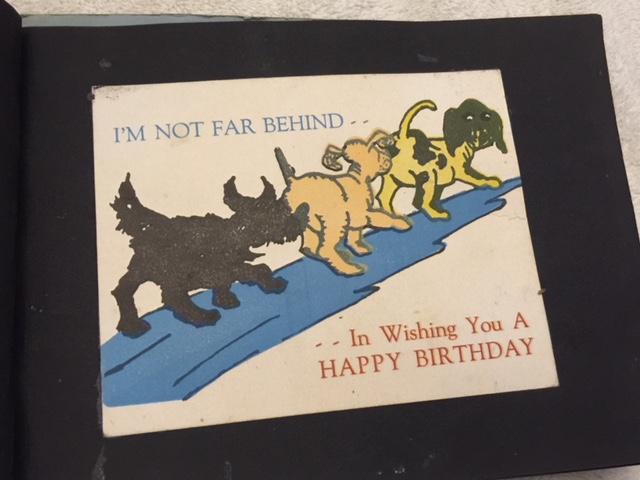 I'M NOT FAR BEHIND - -
- - In Wishing You A
HAPPY BIRTHDAY